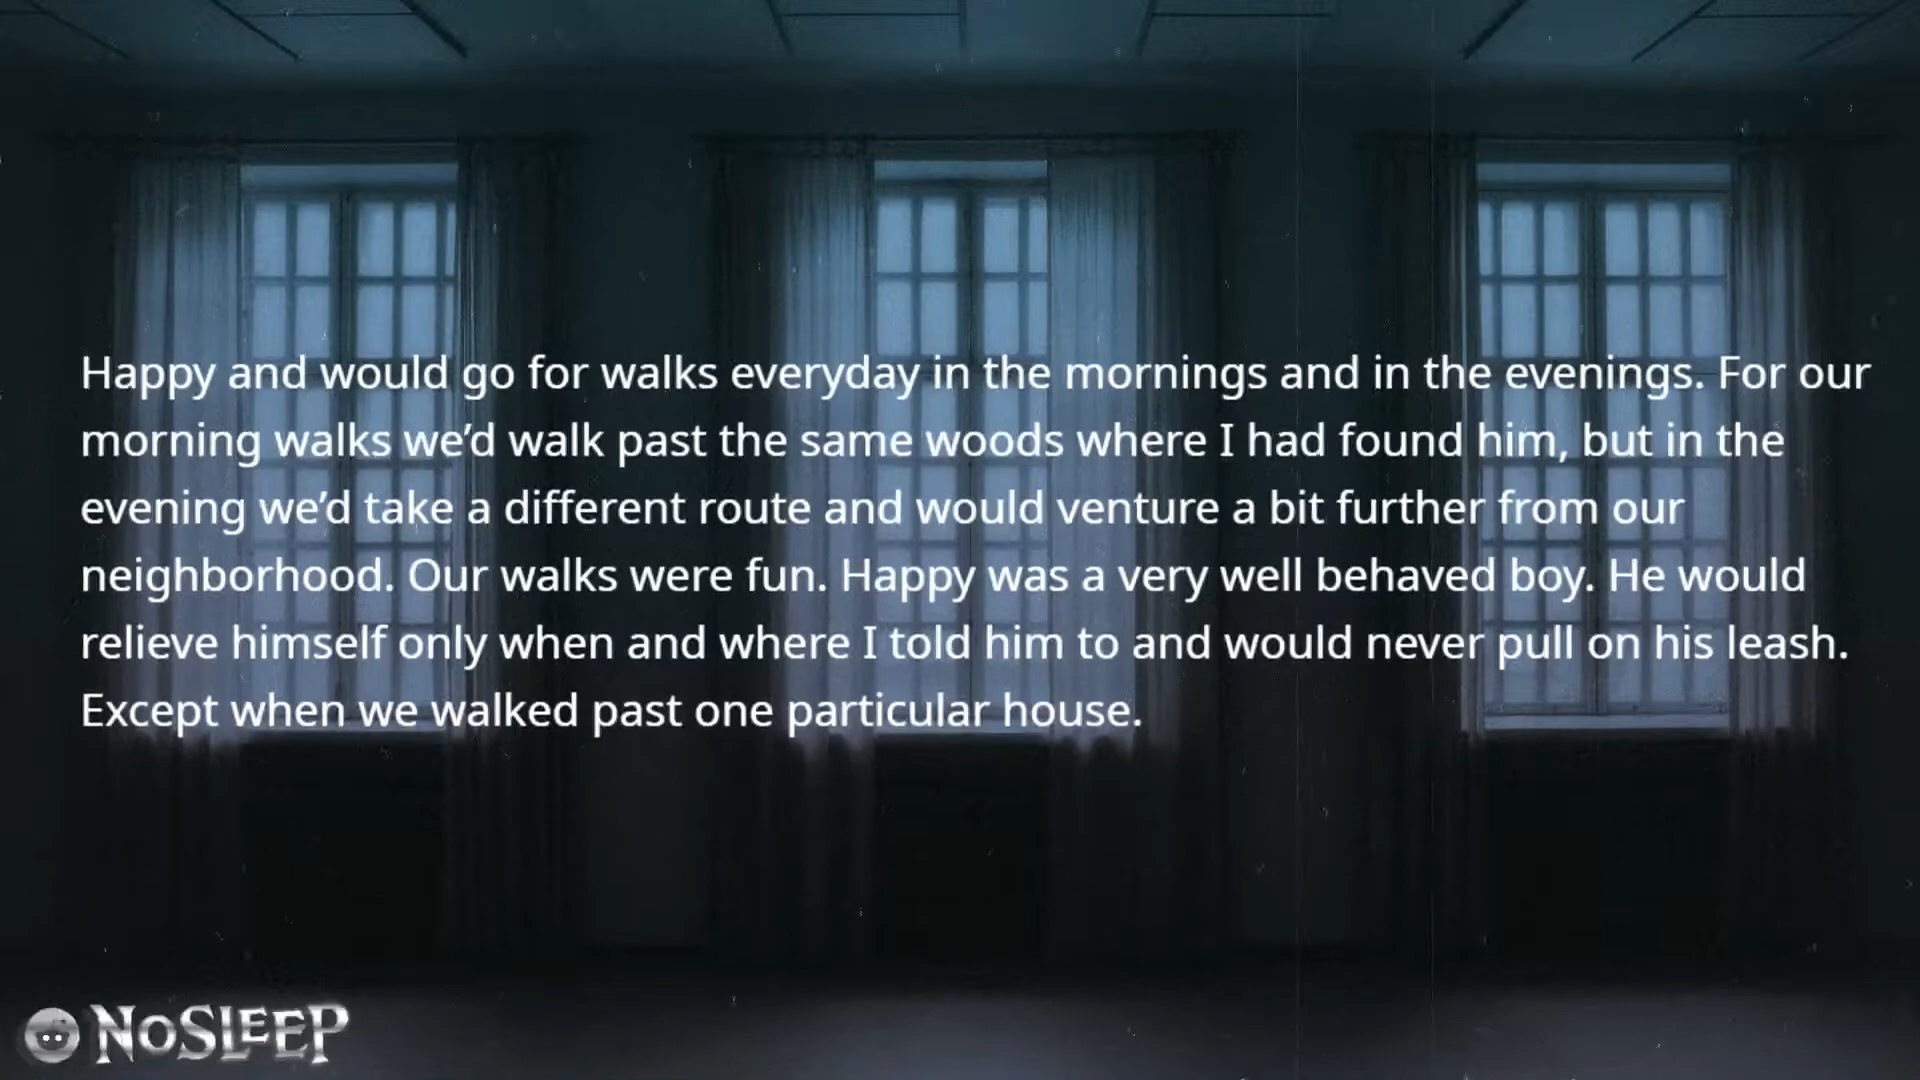 Happy and would go for walks everyday in the mornings and in the evenings. For our
morning walks we’d walk past the same woods where I had found him, but in the
evening we’d take a different route and would venture a bit further from our
neighborhood. Our walks were fun. Happy was a very well behaved boy. He would
relieve himself only when and where I told him to and would never pull on his leash.
Except when we walked past one particular house.
NOSLEEP